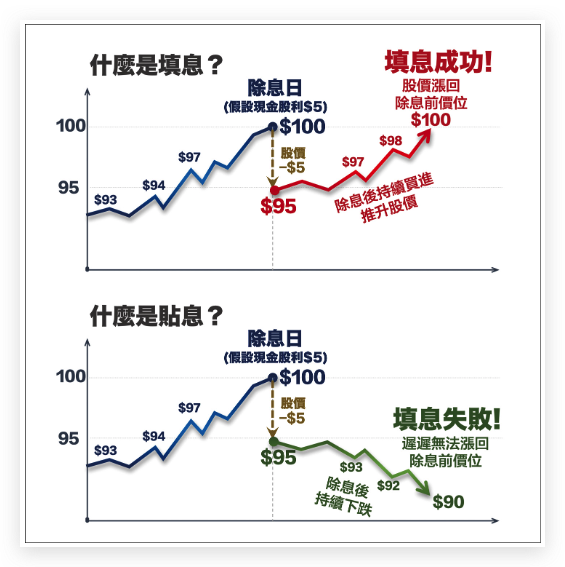 什麼是填息？
填息成功!
股價漲回
除息前價位
$100
除息日
(假設現金股利$5)
100
$100
股價
-$5
$97
$98
$97
$94
$93
95
$95
除息後持續買進
推升股價
什麼是貼息？
除息日
(假設現金股利$5)
100
$100
股價
-$5
$97
填息失敗!
遲遲無法漲回
除息前價位
$94
$93
95
$95
$93
$92
除息後
持續下跌
$90